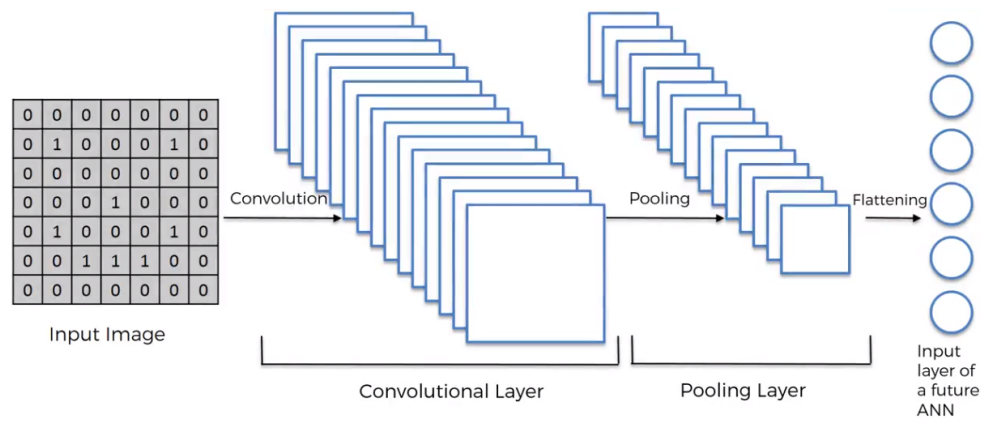 0 0 0 0 0 0 0
0 1 0 0 0 1 0
0 0 0 0 0 0 0
0 0 0 1 0 0 0
0 1 0 0 0 1 0
0 0 1 1 1 0 0
0 0 0 0 0 0 0
Input Image
Convolution
Pooling
Flattening
Convolutional Layer
Pooling Layer
Input
layer of
a future
ANN